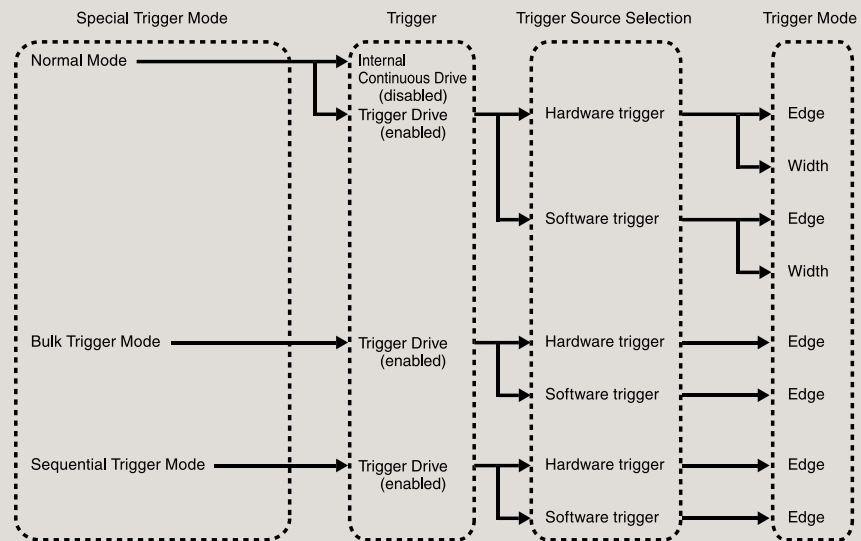 Special Trigger Mode
Trigger
Trigger Source Selection
Trigger Mode
Normal Mode
Internal
Continuous Drive
(disabled)
Trigger Drive
(enabled)
Hardware trigger
Edge
Width
Software trigger
Edge
Width
Bulk Trigger Mode
Trigger Drive
(enabled)
Hardware trigger
Edge
Software trigger
Edge
Sequential Trigger Mode
Trigger Drive
(enabled)
Hardware trigger
Edge
Software trigger
Edge